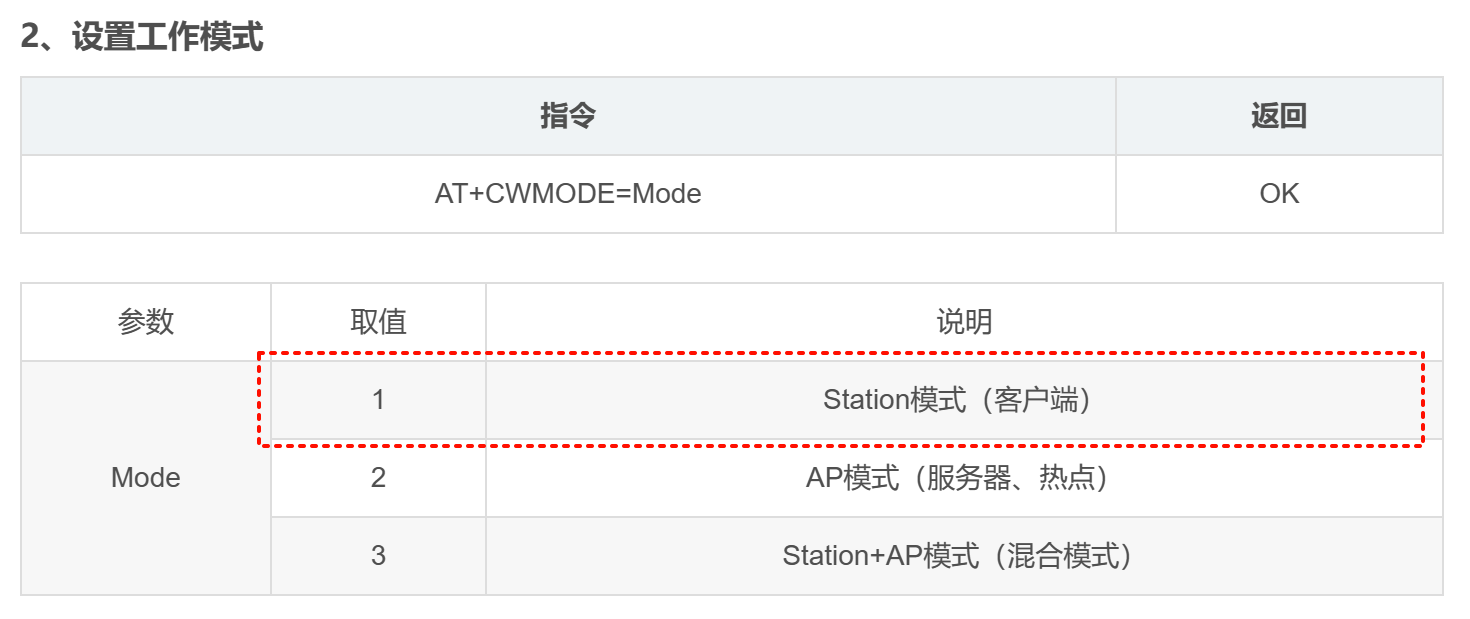 2、设置工作模式
指令 返回
AT+CWMODE=Mode OK
参数 取值 说明
1 Station模式（客户端）
Mode 2 AP模式（服务器、热点）
3 Station+AP模式（混合模式）